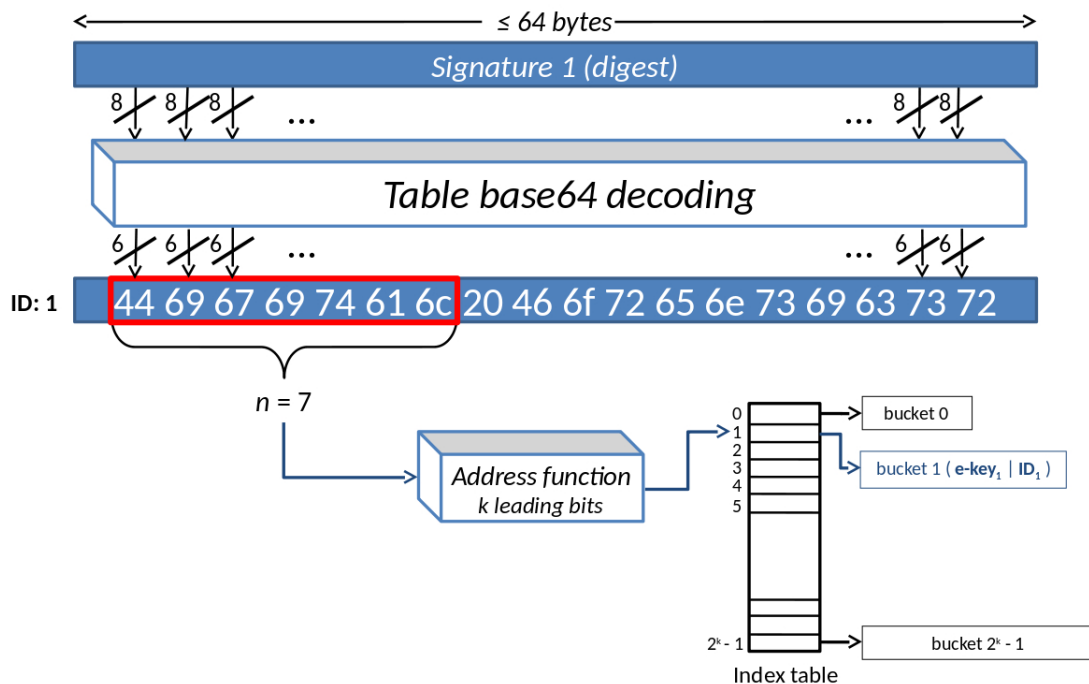 ≤ 64 bytes
Signature 1 (digest)
8 8 8 ... ... 8 8
Table base64 decoding
6 6 6 ... ... 6 6
ID: 1 44 69 67 69 74 61 6c 20 46 6f 72 65 6e 73 69 63 73 72
n = 7
Address function
k leading bits
0 bucket 0
1
2
3 bucket 1 ( e-key₁ | ID₁ )
4
5
2ᵏ - 1 bucket 2ᵏ - 1
Index table